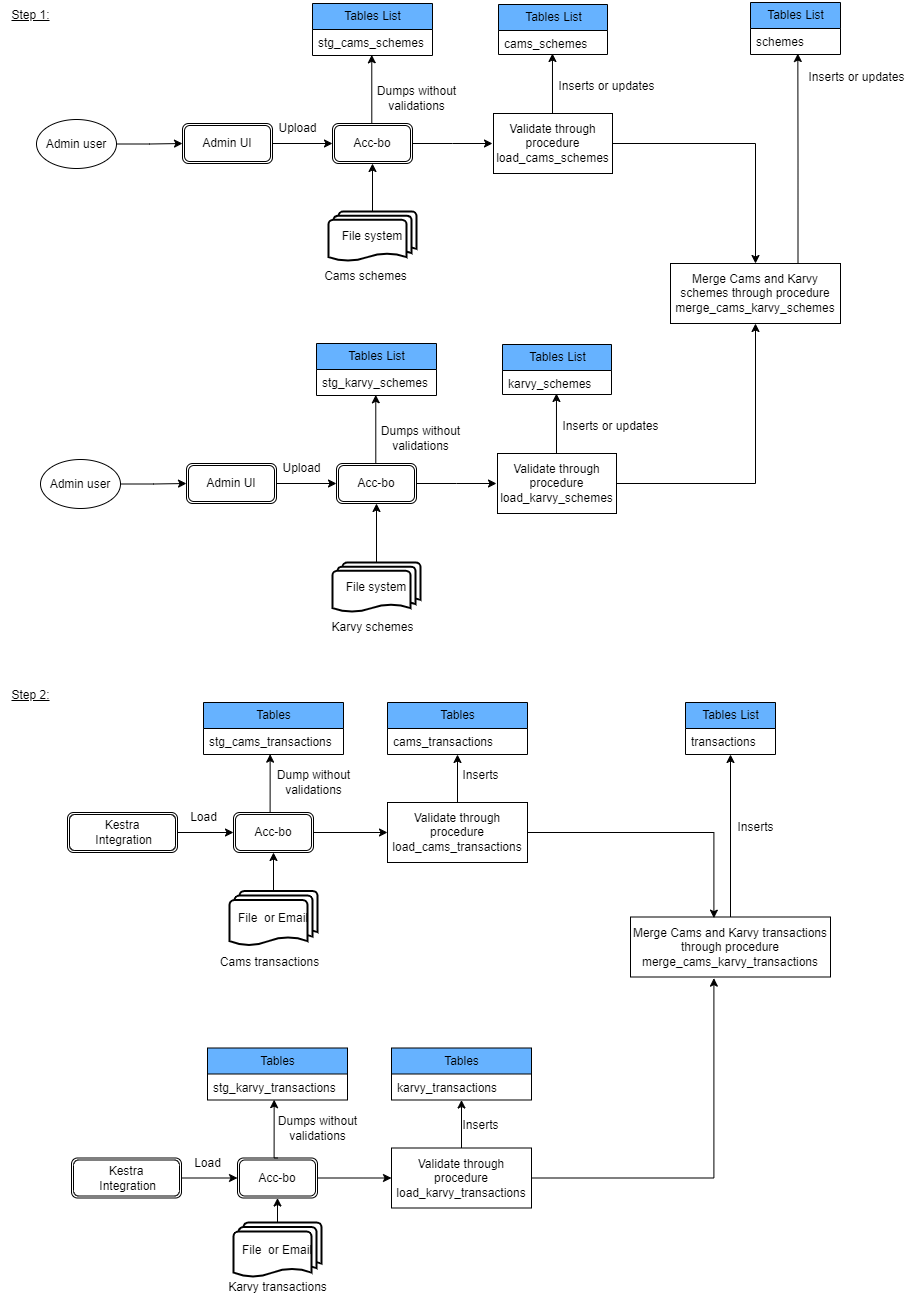 Step 1:
Tables List
stg_cams_schemes
Tables List
cams_schemes
Tables List
schemes
Dumps without
validations
Inserts or updates
Inserts or updates
Admin user
Admin UI
Upload
Acc-bo
Validate through
procedure
load_cams_schemes
File system
Cams schemes
Merge Cams and Karvy
schemes through procedure
merge_cams_karvy_schemes
Tables List
stg_karvy_schemes
Tables List
karvy_schemes
Dumps without
validations
Inserts or updates
Admin user
Admin UI
Upload
Acc-bo
Validate through
procedure
load_karvy_schemes
File system
Karvy schemes
Step 2:
Tables
stg_cams_transactions
Tables
cams_transactions
Tables List
transactions
Dump without
validations
Inserts
Inserts
Kestra
Integration
Load
Acc-bo
Validate through
procedure
load_cams_transactions
File  or Email
Cams transactions
Merge Cams and Karvy transactions
through procedure
merge_cams_karvy_transactions
Tables
stg_karvy_transactions
Tables
karvy_transactions
Dumps without
validations
Inserts
Kestra
Integration
Load
Acc-bo
Validate through
procedure
load_karvy_transactions
File  or Email
Karvy transactions